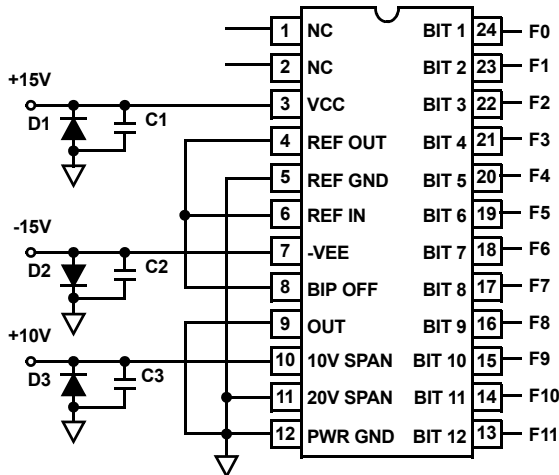 1 NC BIT 1 24 F0
2 NC BIT 2 23 F1
+15V
3 VCC BIT 3 22 F2
D1 C1
4 REF OUT BIT 4 21 F3
5 REF GND BIT 5 20 F4
6 REF IN BIT 6 19 F5
-15V
7 -VEE BIT 7 18 F6
D2 C2
8 BIP OFF BIT 8 17 F7
9 OUT BIT 9 16 F8
+10V
10 10V SPAN BIT 10 15 F9
D3 C3
11 20V SPAN BIT 11 14 F10
12 PWR GND BIT 12 13 F11